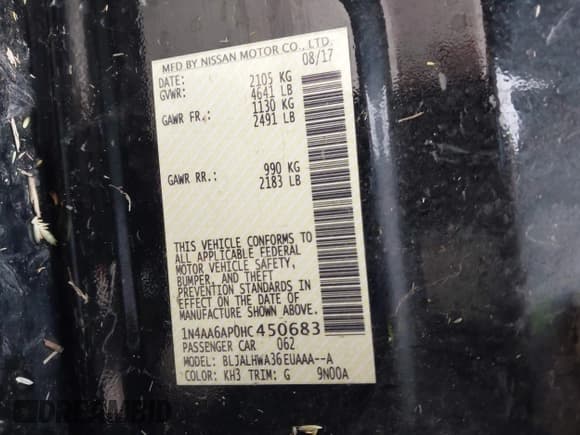 MFD BY NISSAN MOTOR CO., LTD.
DATE: 08/17
GVWR: 2105 KG
4641 LB
GAWR FR.: 1130 KG
2491 LB
GAWR RR.: 990 KG
2183 LB
THIS VEHICLE CONFORMS TO
ALL APPLICABLE FEDERAL
MOTOR VEHICLE SAFETY,
BUMPER, AND THEFT
PREVENTION STANDARDS IN
EFFECT ON THE DATE OF
MANUFACTURE SHOWN ABOVE.
1N4AA6AP0HC450683
PASSENGER CAR 062
MODEL: BLJALHWA36EUAAA--A
COLOR: KH3 TRIM: G 9N00A
DREAMBID